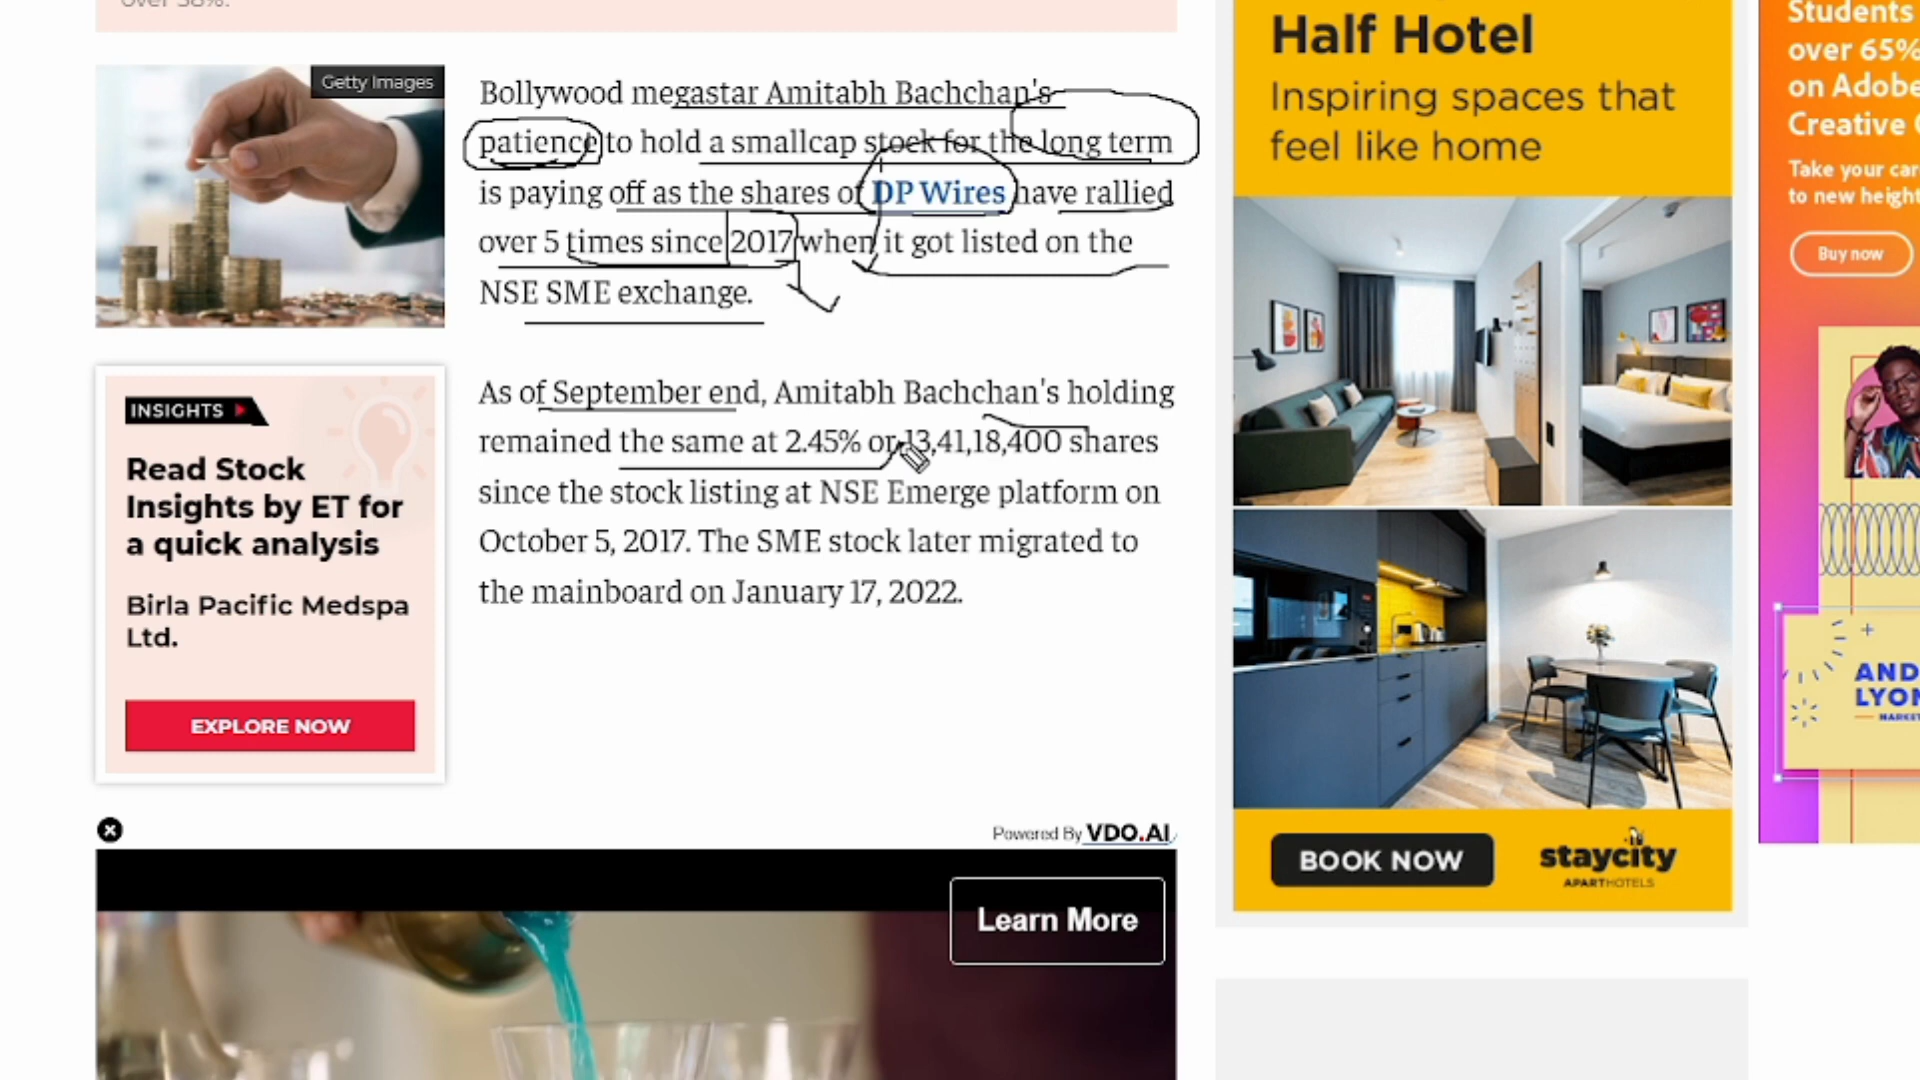 over 38%.
Getty Images
Bollywood megastar Amitabh Bachchan's
patience to hold a smallcap stock for the long term
is paying off as the shares of DP Wires have rallied
over 5 times since 2017 when it got listed on the
NSE SME exchange.
As of September end, Amitabh Bachchan's holding
remained the same at 2.45% or 13,41,18,400 shares
since the stock listing at NSE Emerge platform on
October 5, 2017. The SME stock later migrated to
the mainboard on January 17, 2022.
INSIGHTS
Read Stock
Insights by ET for
a quick analysis
Birla Pacific Medspa
Ltd.
EXPLORE NOW
Powered By VDO.AI
Learn More
Half Hotel
Inspiring spaces that
feel like home
BOOK NOW
staycity
APARTHOTELS
Students
over 65%
on Adobe
Creative
Take your
to new
Buy now